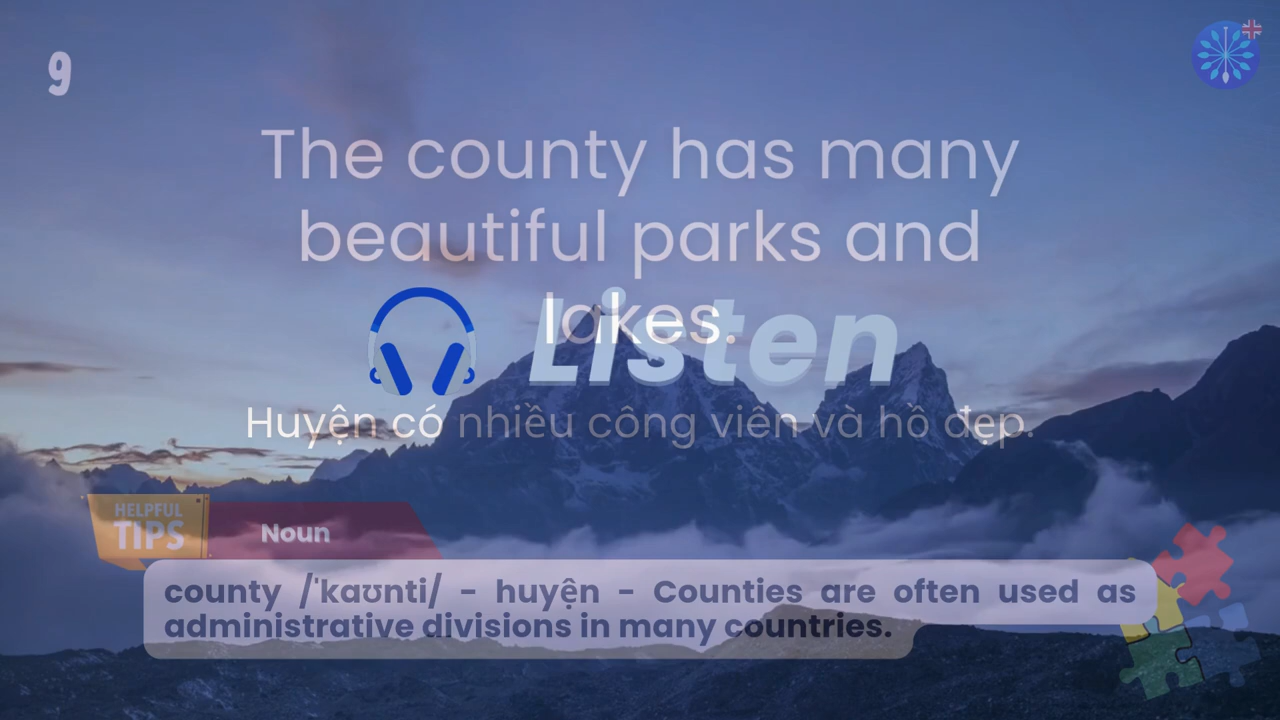 9
The county has many
beautiful parks and
lakes.
Listen
Huyện có nhiều công viên và hồ đẹp.
HELPFUL
TIPS
Noun
county /ˈkaʊnti/ - huyện - Counties are often used as
administrative divisions in many countries.